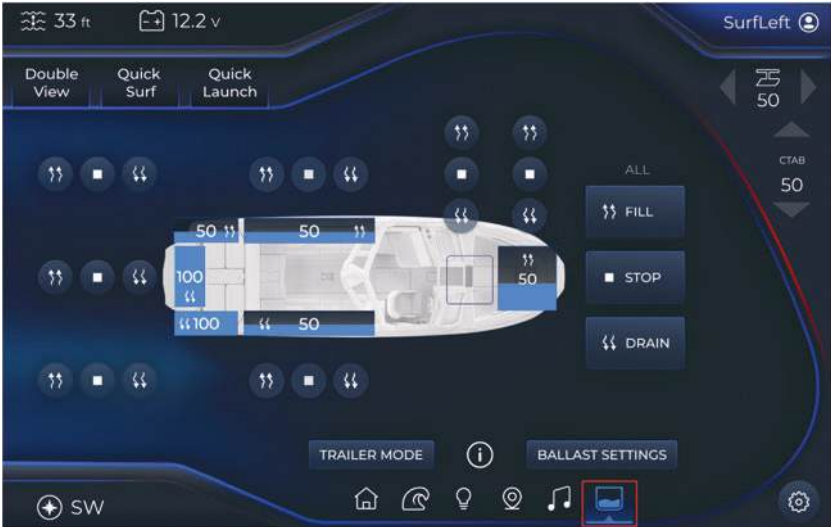 33 ft
12.2 v
SurfLeft
Double
View
Quick
Surf
Quick
Launch
50
CTAB
50
ALL
FILL
STOP
DRAIN
50
50
100
50
100
50
TRAILER MODE
i
BALLAST SETTINGS
SW